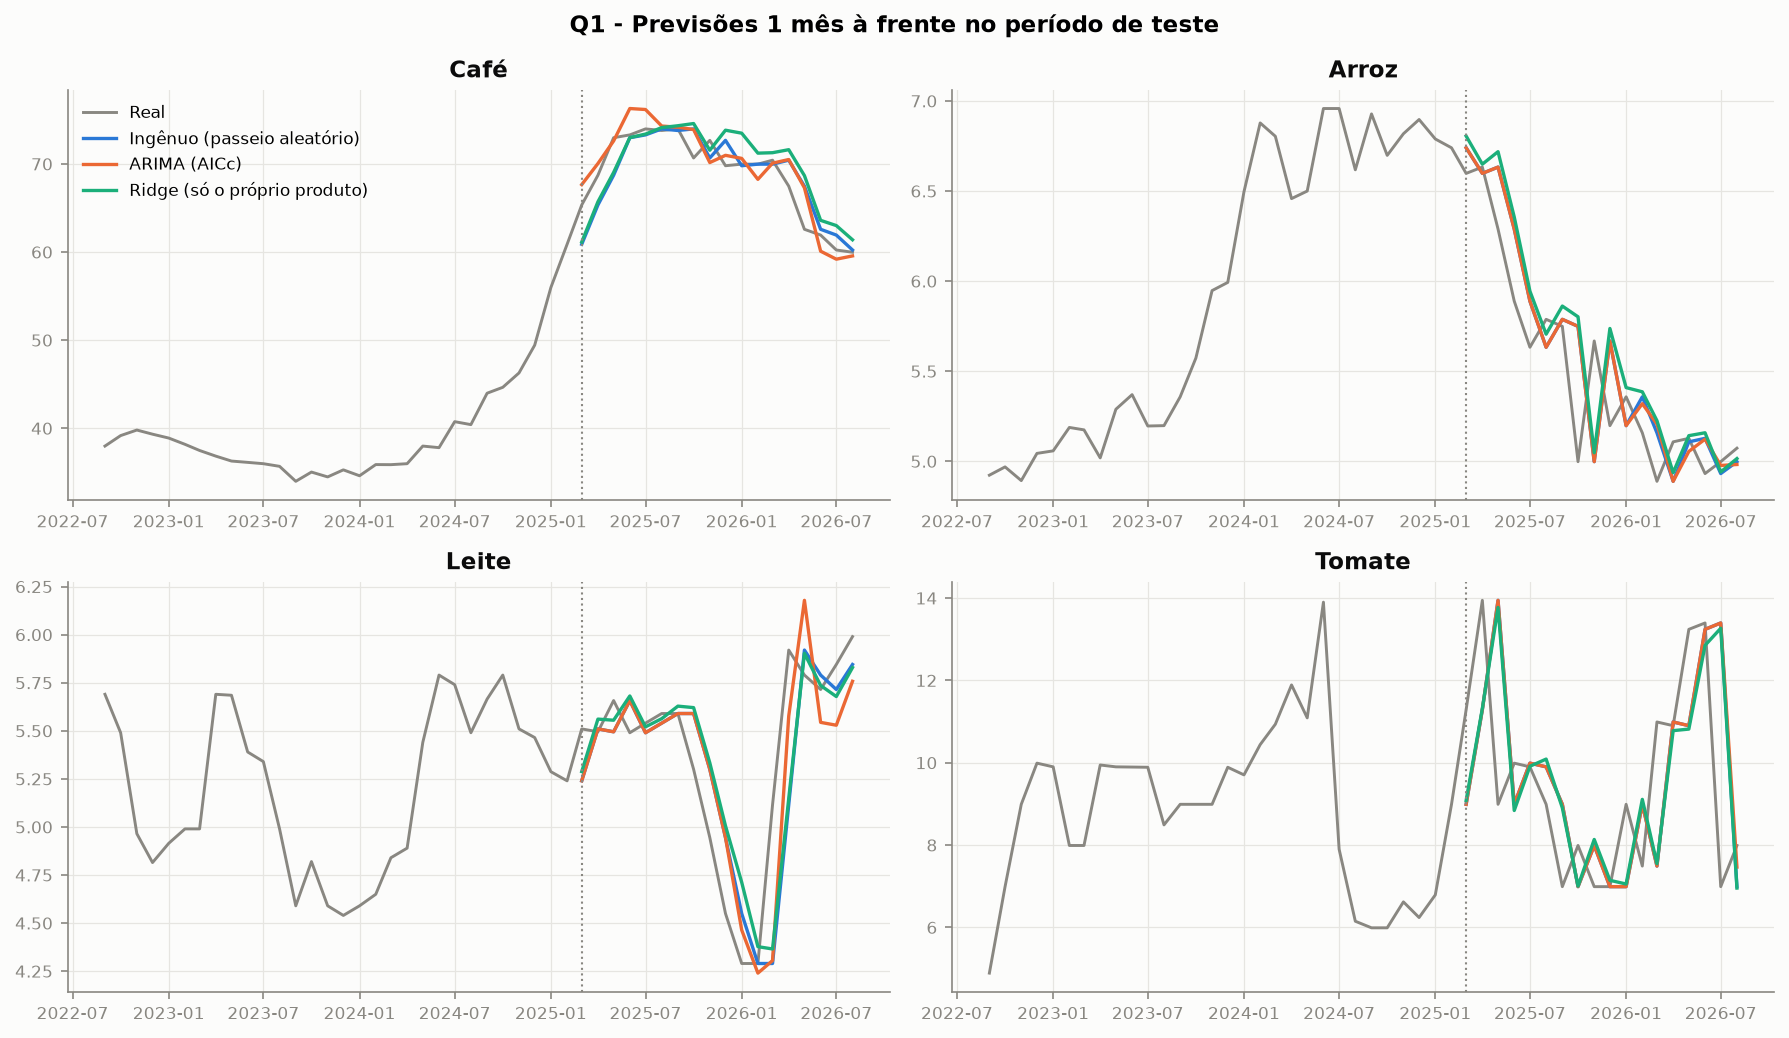 Q1 - Previsões 1 mês à frente no período de teste
Café
Real
Ingênuo (passeio aleatório)
ARIMA (AICc)
Ridge (só o próprio produto)
70
60
50
40
2022-07 2023-01 2023-07 2024-01 2024-07 2025-01 2025-07 2026-01 2026-07
Arroz
7.0
6.5
6.0
5.5
5.0
2022-07 2023-01 2023-07 2024-01 2024-07 2025-01 2025-07 2026-01 2026-07
Leite
6.25
6.00
5.75
5.50
5.25
5.00
4.75
4.50
4.25
2022-07 2023-01 2023-07 2024-01 2024-07 2025-01 2025-07 2026-01 2026-07
Tomate
14
12
10
8
6
2022-07 2023-01 2023-07 2024-01 2024-07 2025-01 2025-07 2026-01 2026-07